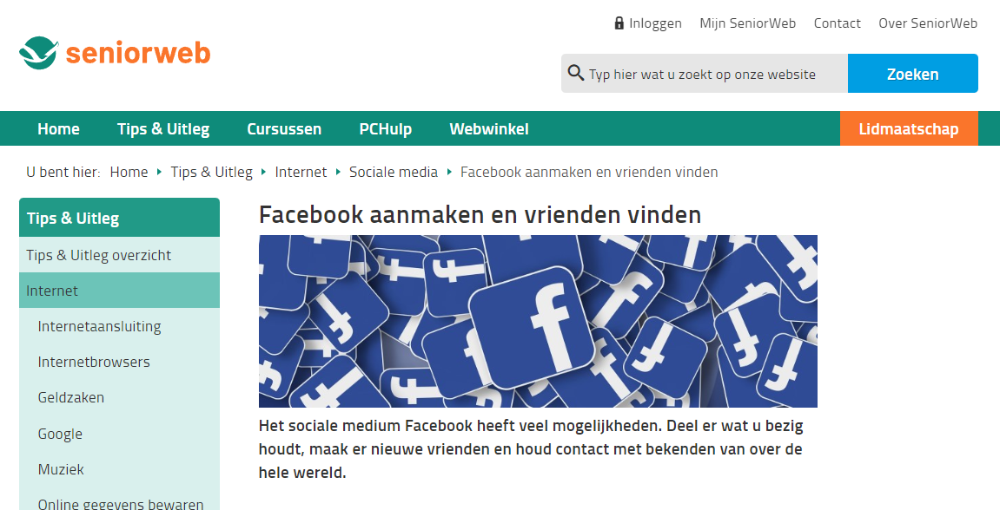 Inloggen Mijn SeniorWeb Contact Over SeniorWeb
seniorweb
Typ hier wat u zoekt op onze website Zoeken
Home Tips & Uitleg Cursussen PCHulp Webwinkel Lidmaatschap
U bent hier: Home Tips & Uitleg Internet Sociale media Facebook aanmaken en vrienden vinden
Tips & Uitleg
Tips & Uitleg overzicht
Internet
Internetaansluiting
Internetbrowsers
Geldzaken
Google
Muziek
Online gegevens bewaren
Facebook aanmaken en vrienden vinden
f
Het sociale medium Facebook heeft veel mogelijkheden. Deel er wat u bezig
houdt, maak er nieuwe vrienden en houd contact met bekenden van over de
hele wereld.